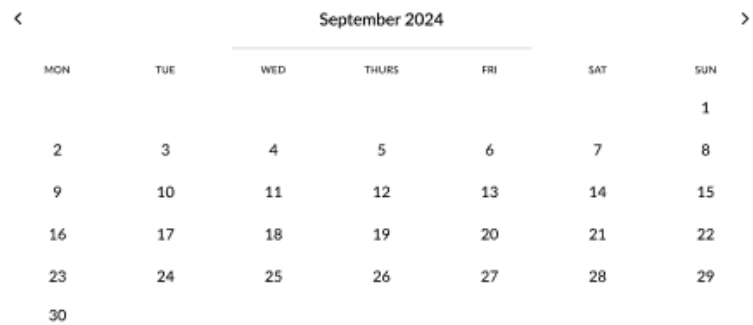 September 2024
MON TUE WED THURS FRI SAT SUN
1
2 3 4 5 6 7 8
9 10 11 12 13 14 15
16 17 18 19 20 21 22
23 24 25 26 27 28 29
30